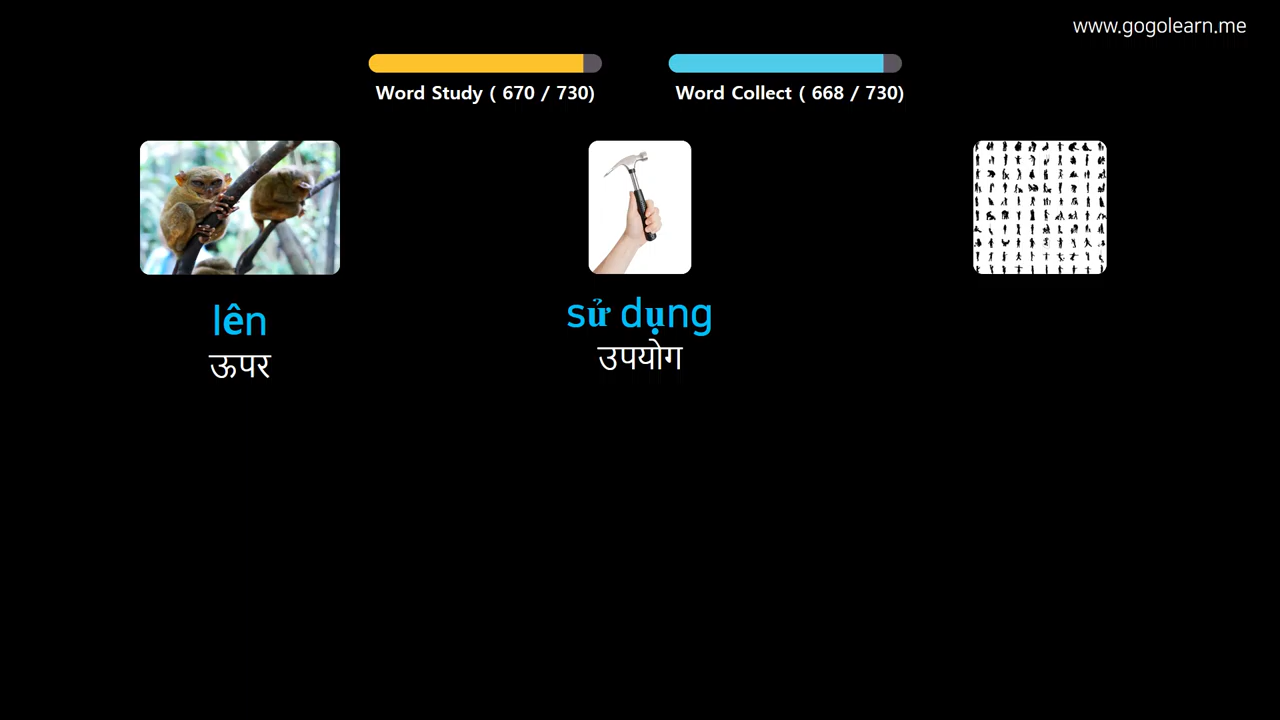 www.gogolearn.me
Word Study ( 670 / 730)
Word Collect ( 668 / 730)
lên
ऊपर
sử dụng
उपयोग